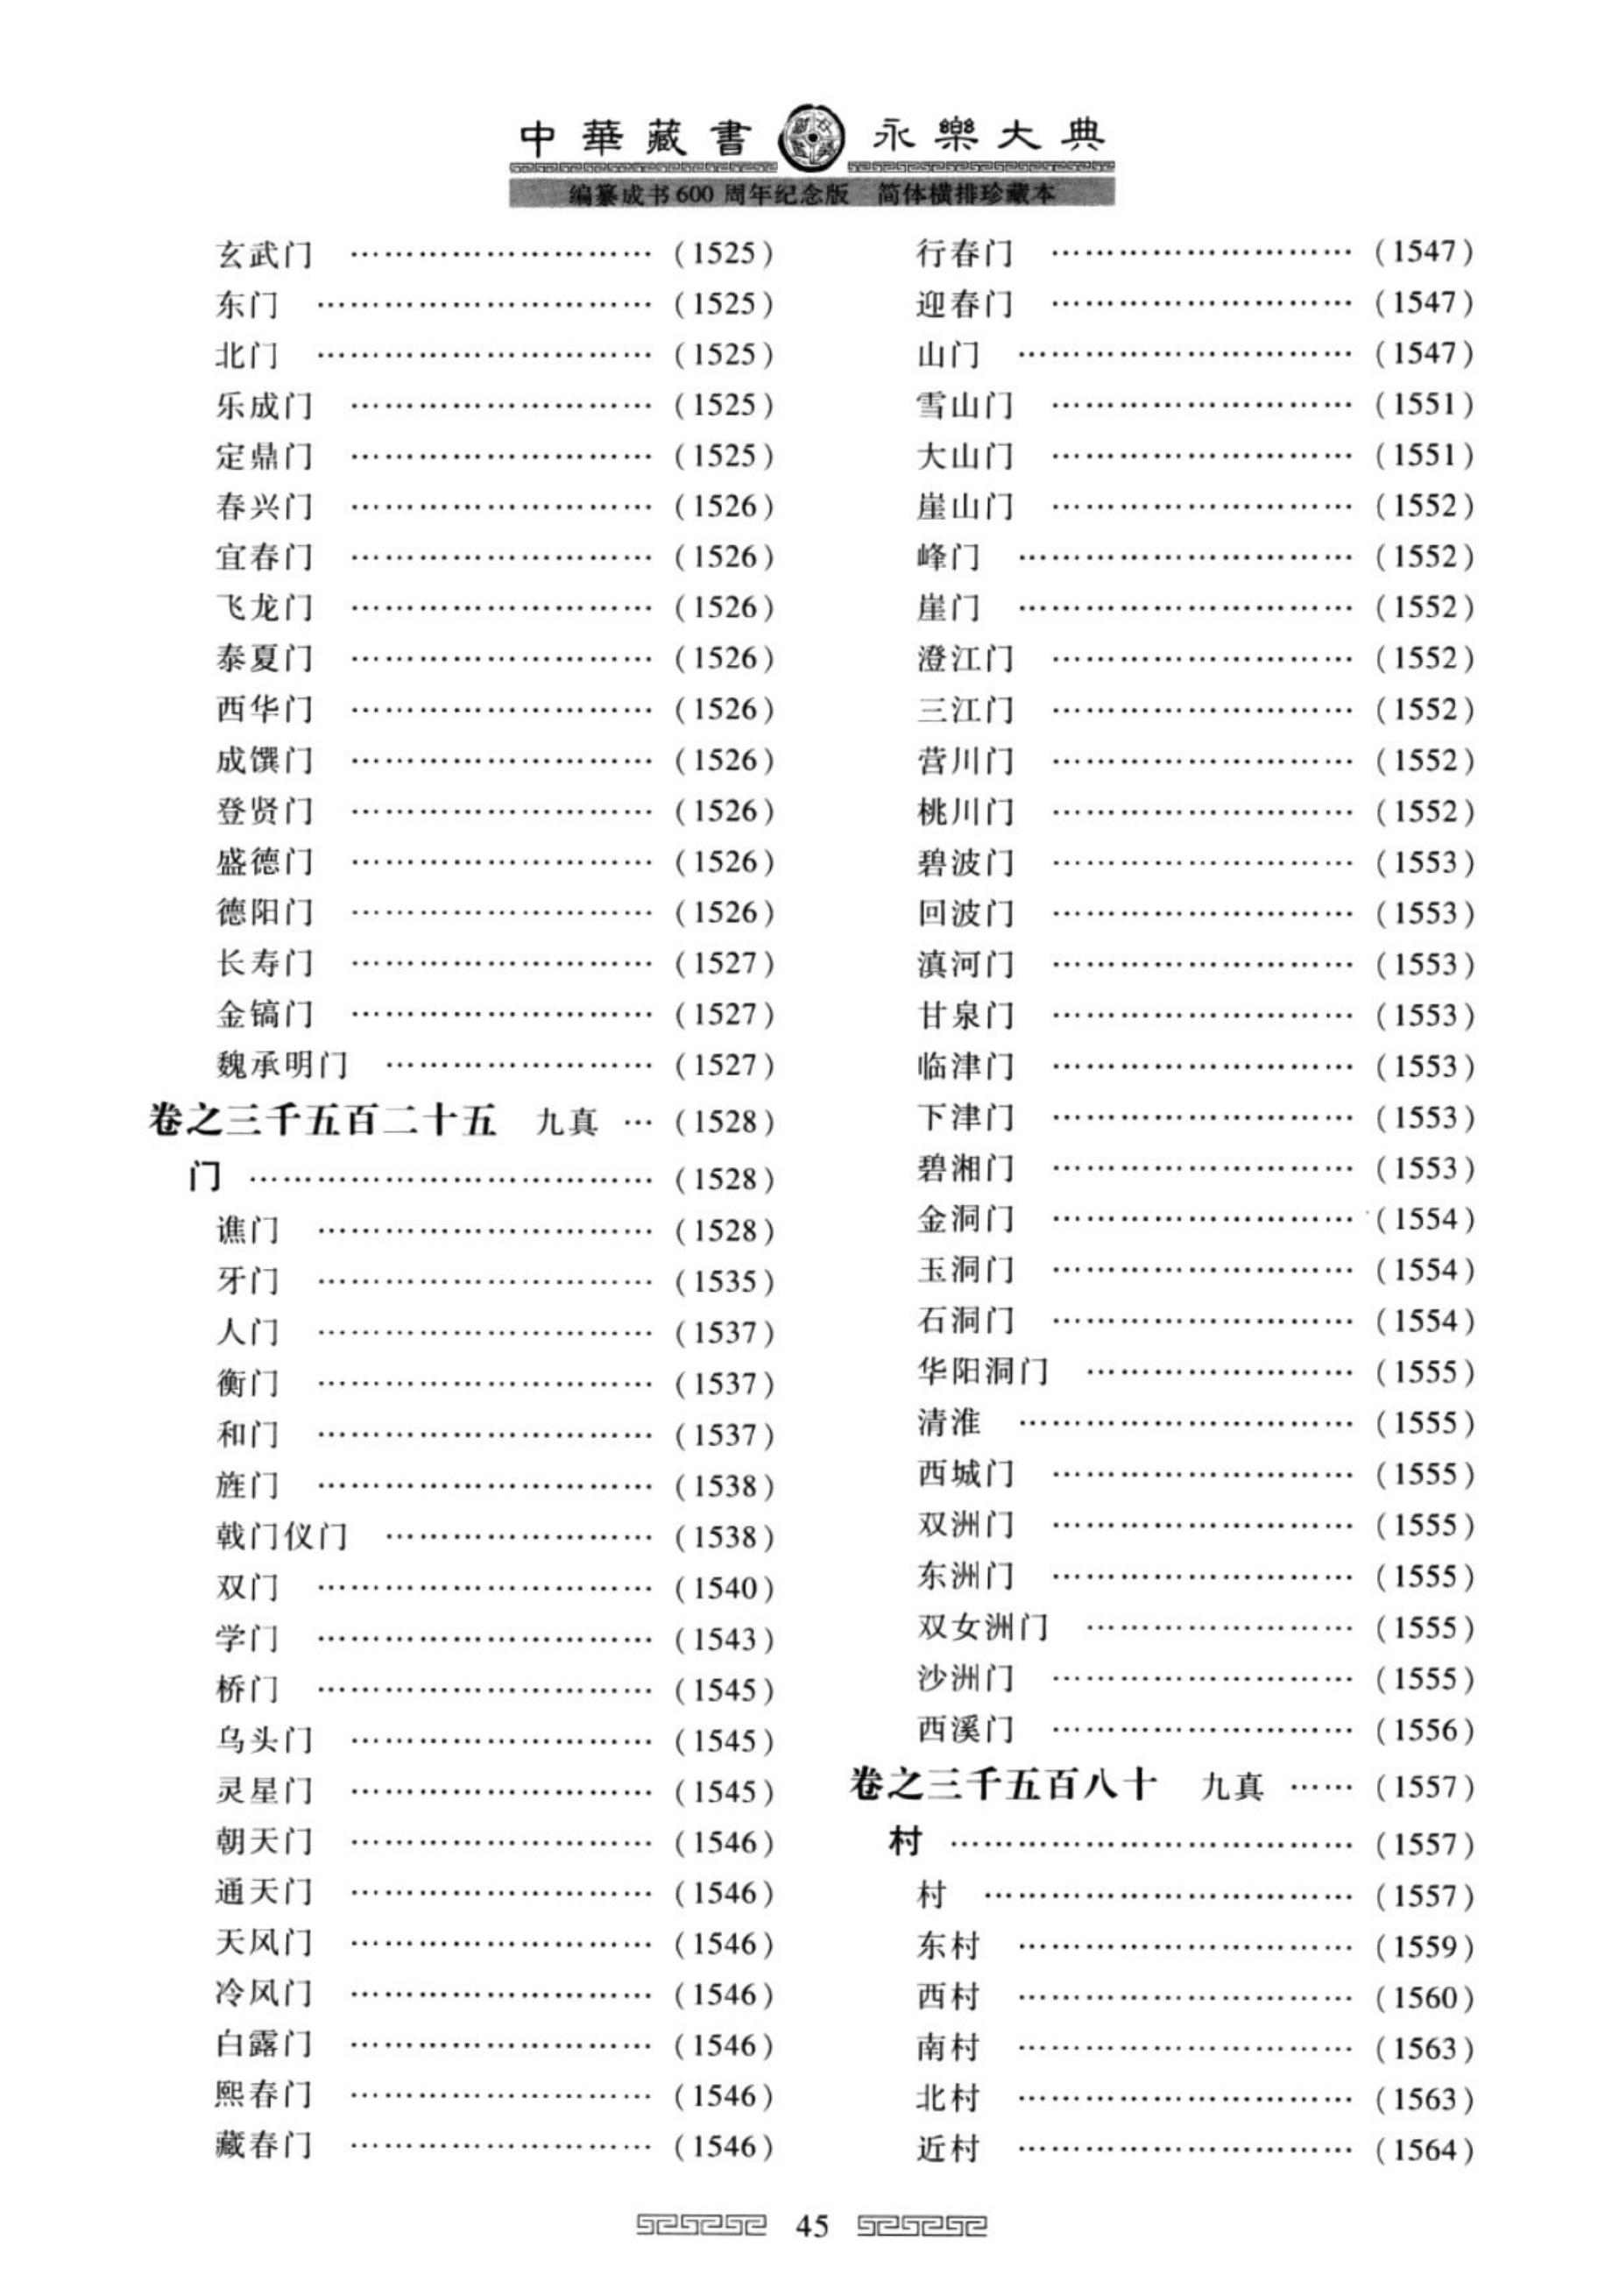 中華藏書 永樂大典
编纂成书600周年纪念版 简体横排珍藏本
玄武门 ………………………… (1525)
东门 ………………………… (1525)
北门 ………………………… (1525)
乐成门 ………………………… (1525)
定鼎门 ………………………… (1525)
春兴门 ………………………… (1526)
宜春门 ………………………… (1526)
飞龙门 ………………………… (1526)
泰夏门 ………………………… (1526)
西华门 ………………………… (1526)
成馔门 ………………………… (1526)
登贤门 ………………………… (1526)
盛德门 ………………………… (1526)
德阳门 ………………………… (1526)
长寿门 ………………………… (1527)
金镐门 ………………………… (1527)
魏承明门 …………………… (1527)
卷之三千五百二十五 九真 … (1528)
门 ……………………………… (1528)
谯门 ………………………… (1528)
牙门 ………………………… (1535)
人门 ………………………… (1537)
衡门 ………………………… (1537)
和门 ………………………… (1537)
旌门 ………………………… (1538)
戟门仪门 …………………… (1538)
双门 ………………………… (1540)
学门 ………………………… (1543)
桥门 ………………………… (1545)
乌头门 ………………………… (1545)
灵星门 ………………………… (1545)
朝天门 ………………………… (1546)
通天门 ………………………… (1546)
天风门 ………………………… (1546)
冷风门 ………………………… (1546)
白露门 ………………………… (1546)
熙春门 ………………………… (1546)
藏春门 ………………………… (1546)
行春门 ………………………… (1547)
迎春门 ………………………… (1547)
山门 ………………………… (1547)
雪山门 ………………………… (1551)
大山门 ………………………… (1551)
崖山门 ………………………… (1552)
峰门 ………………………… (1552)
崖门 ………………………… (1552)
澄江门 ………………………… (1552)
三江门 ………………………… (1552)
营川门 ………………………… (1552)
桃川门 ………………………… (1552)
碧波门 ………………………… (1553)
回波门 ………………………… (1553)
滇河门 ………………………… (1553)
甘泉门 ………………………… (1553)
临津门 ………………………… (1553)
下津门 ………………………… (1553)
碧湘门 ………………………… (1553)
金洞门 ………………………… (1554)
玉洞门 ………………………… (1554)
石洞门 ………………………… (1554)
华阳洞门 …………………… (1555)
清淮 ………………………… (1555)
西城门 ………………………… (1555)
双洲门 ………………………… (1555)
东洲门 ………………………… (1555)
双女洲门 …………………… (1555)
沙洲门 ………………………… (1555)
西溪门 ………………………… (1556)
卷之三千五百八十 九真 …… (1557)
村 ……………………………… (1557)
村 …………………………… (1557)
东村 ………………………… (1559)
西村 ………………………… (1560)
南村 ………………………… (1563)
北村 ………………………… (1563)
近村 ………………………… (1564)
45